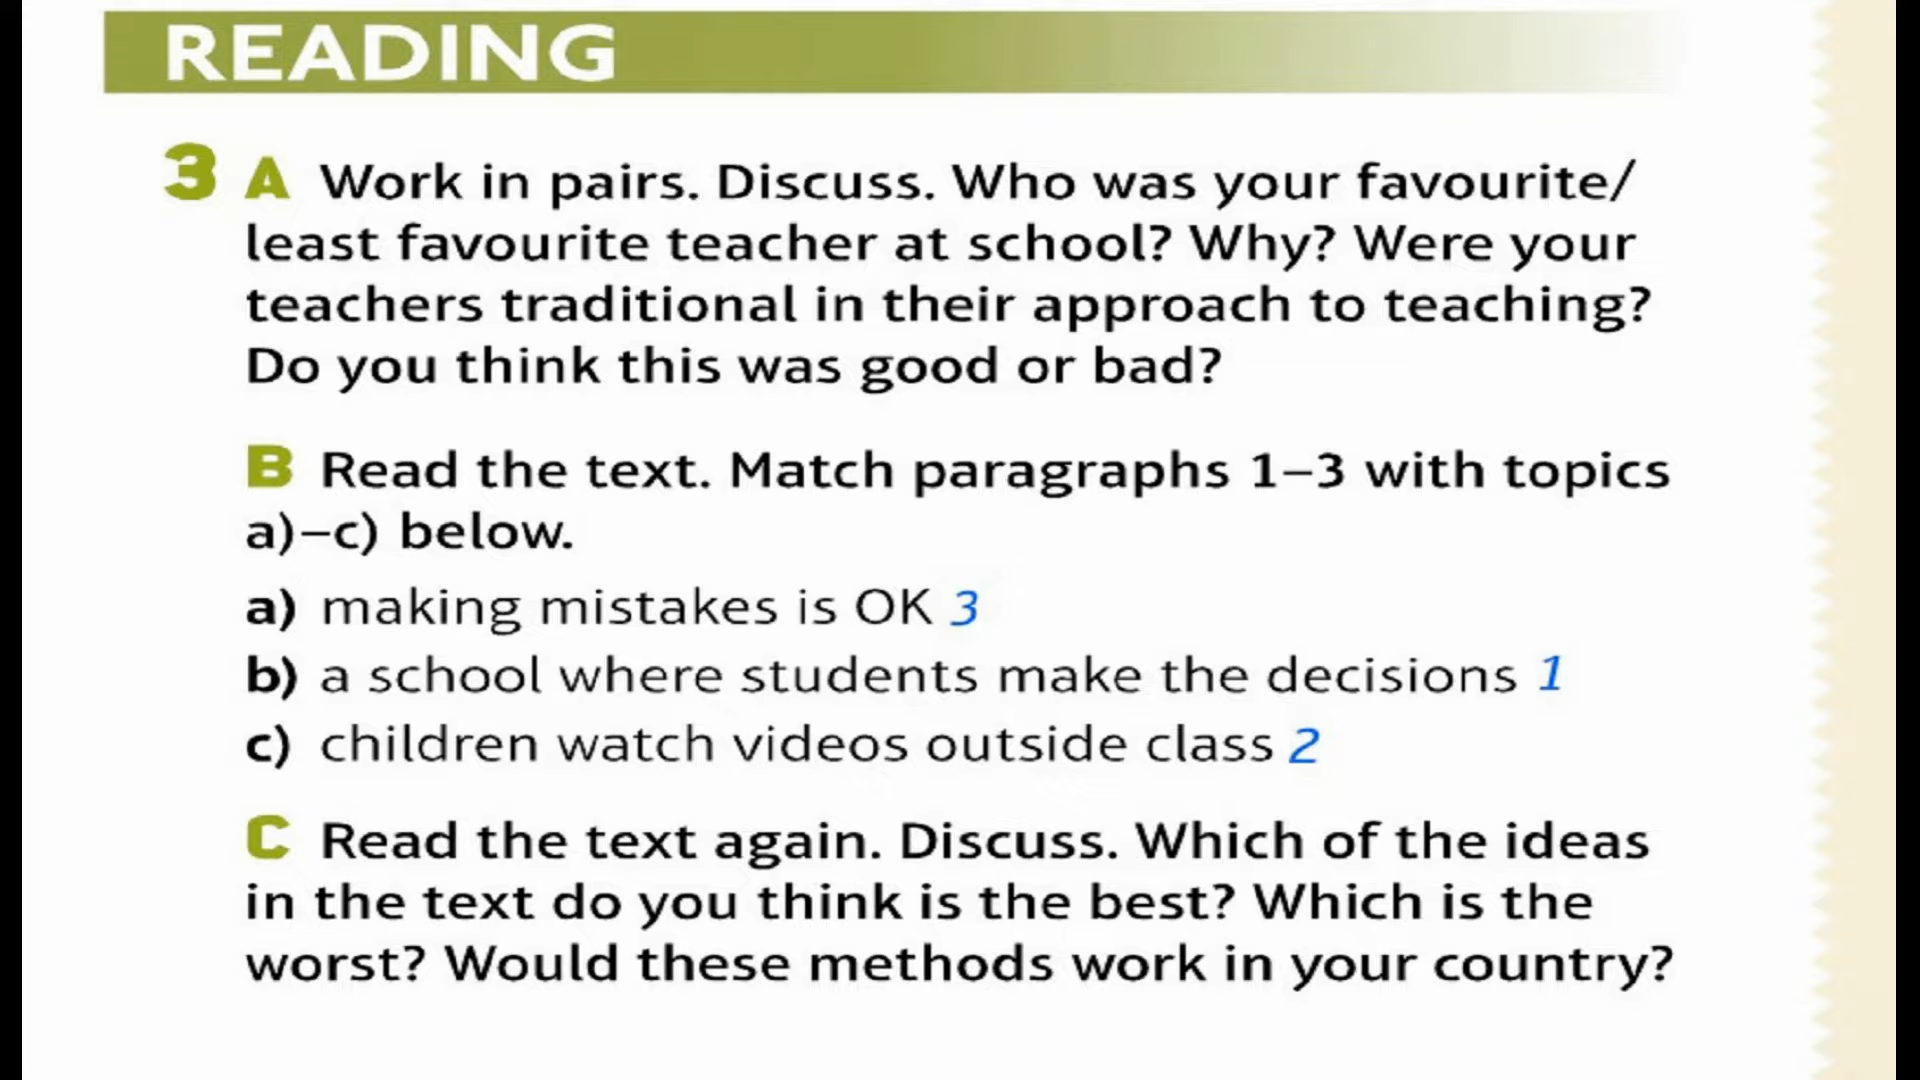 READING
3 A Work in pairs. Discuss. Who was your favourite/
least favourite teacher at school? Why? Were your
teachers traditional in their approach to teaching?
Do you think this was good or bad?
B Read the text. Match paragraphs 1–3 with topics
a)–c) below.
a) making mistakes is OK 3
b) a school where students make the decisions 1
c) children watch videos outside class 2
C Read the text again. Discuss. Which of the ideas
in the text do you think is the best? Which is the
worst? Would these methods work in your country?